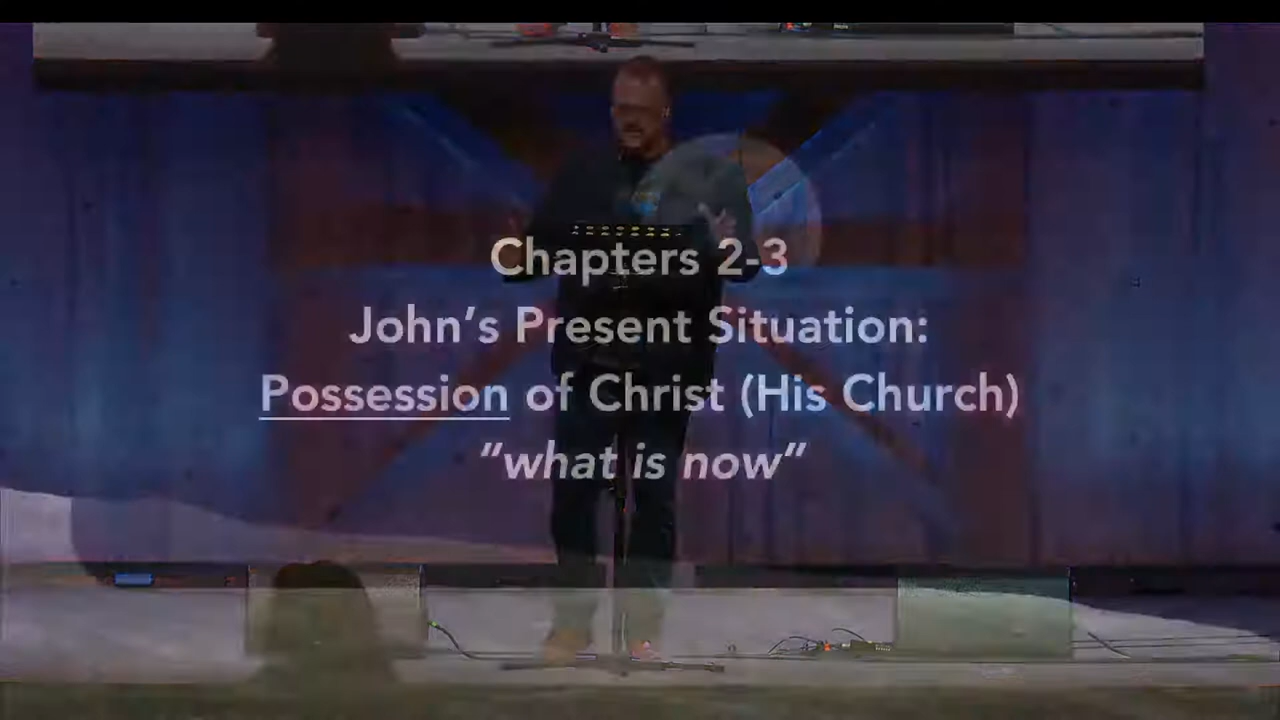 Chapters 2-3
John’s Present Situation:
Possession of Christ (His Church)
“what is now”